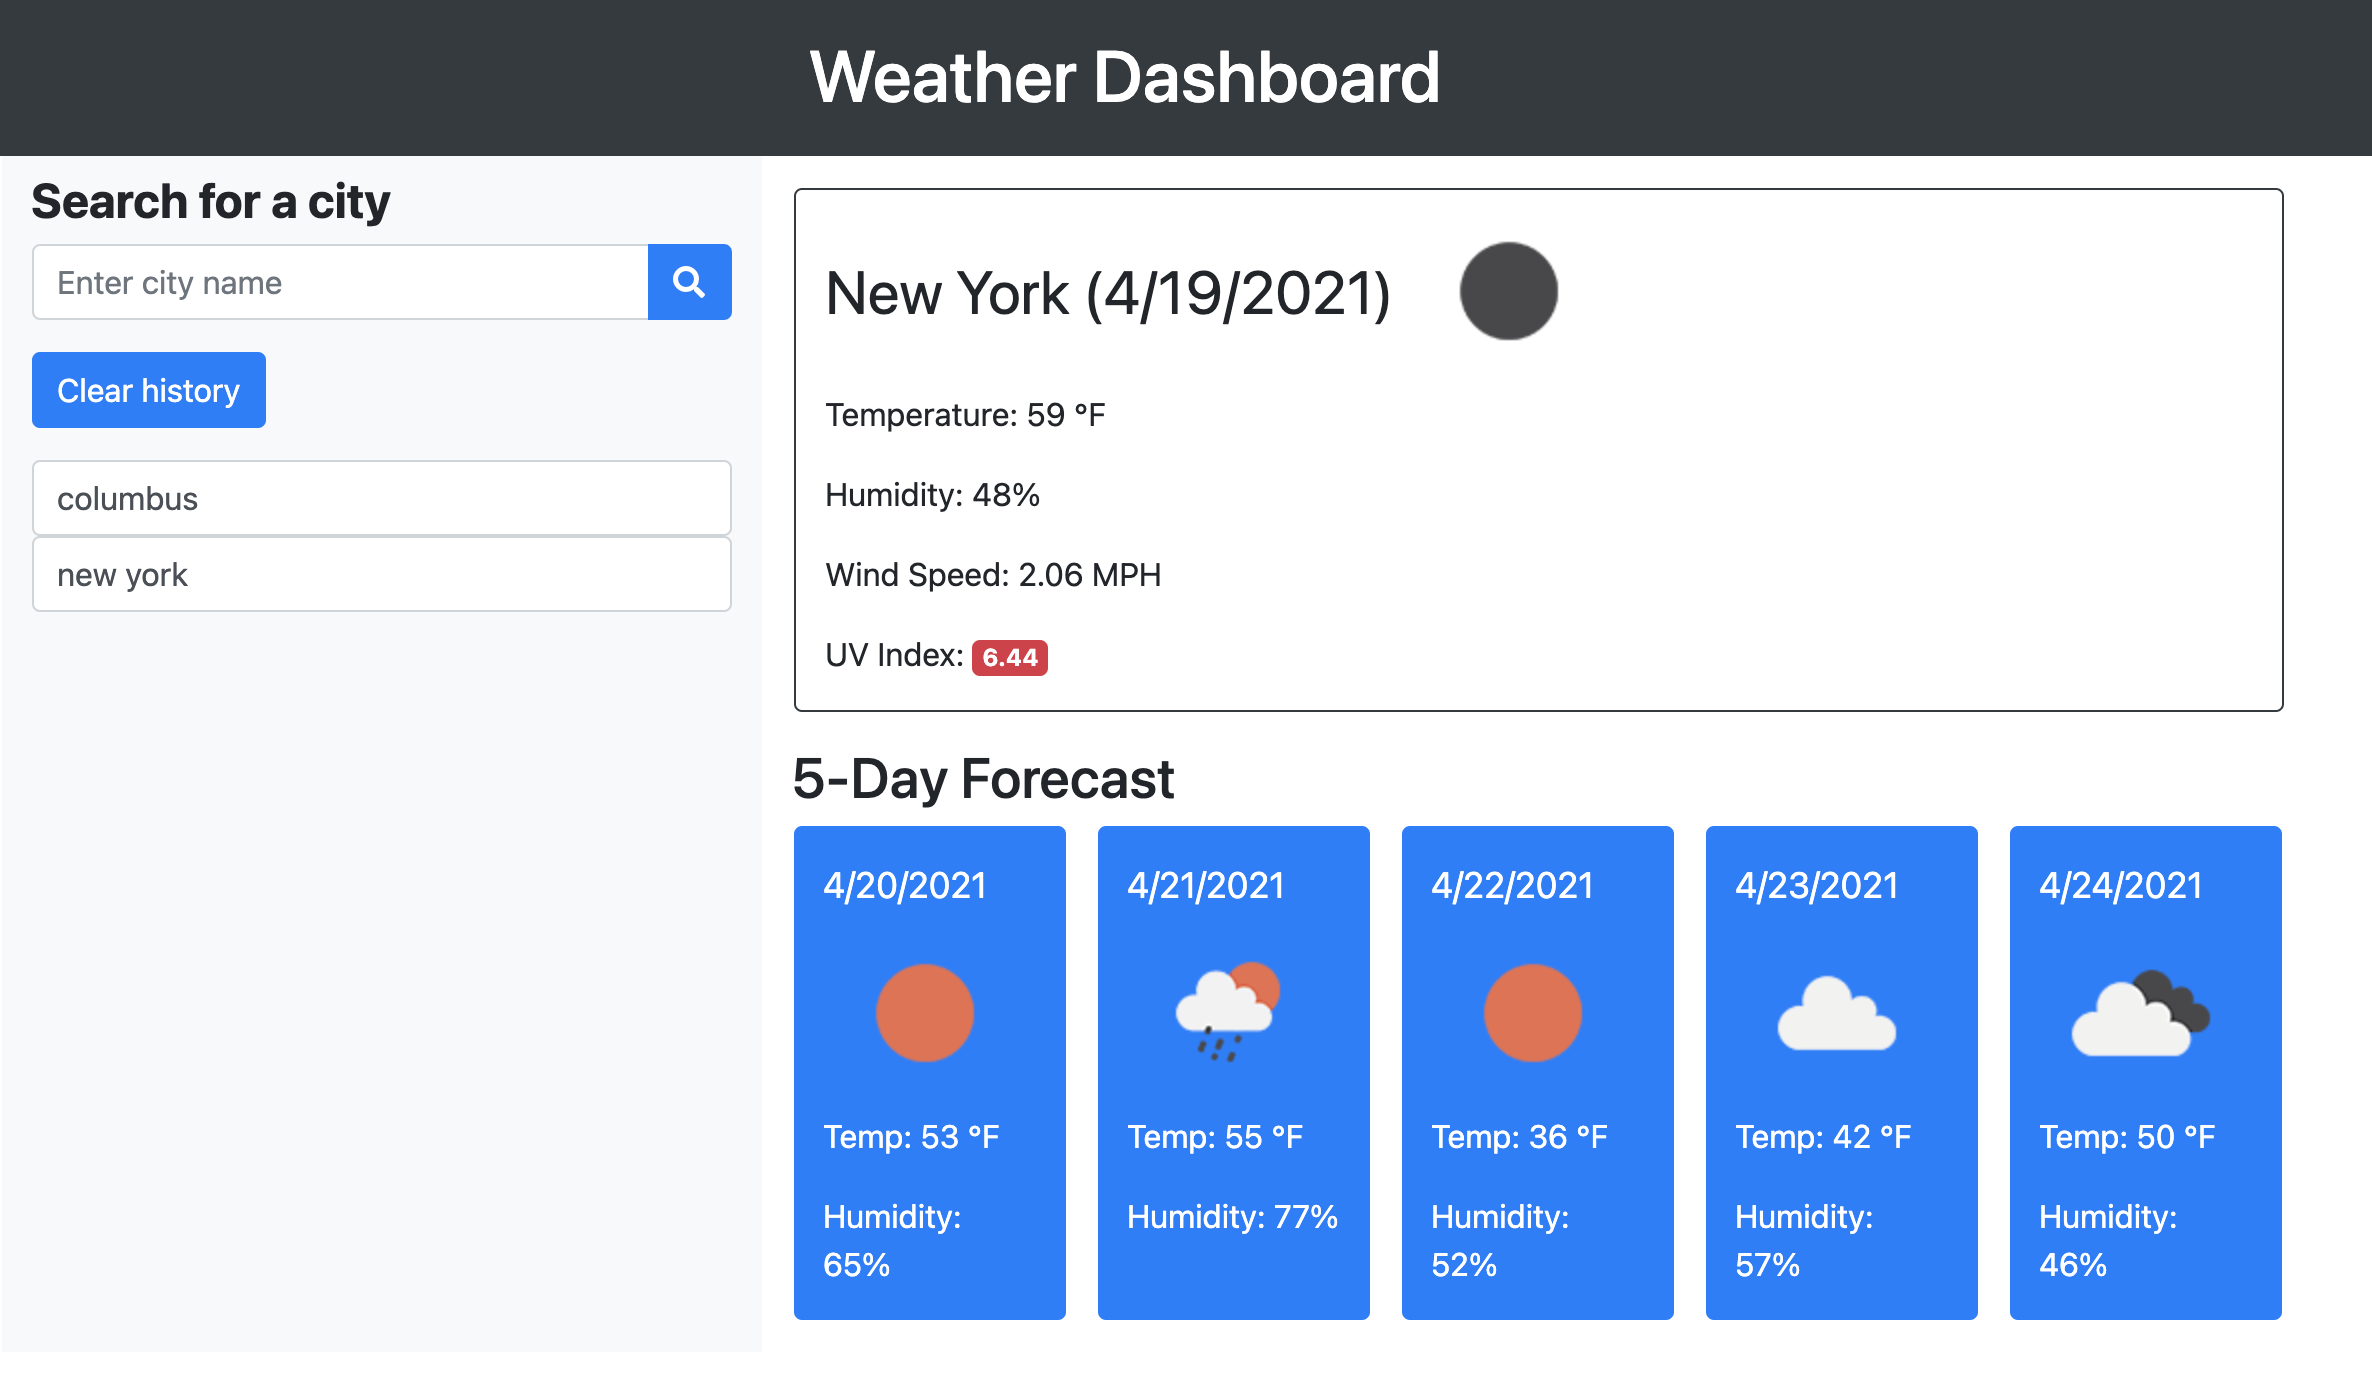 Weather Dashboard
Search for a city
Enter city name
Clear history
columbus
new york
New York (4/19/2021)
Temperature: 59 °F
Humidity: 48%
Wind Speed: 2.06 MPH
UV Index: 6.44
5-Day Forecast
4/20/2021
Temp: 53 °F
Humidity:
65%
4/21/2021
Temp: 55 °F
Humidity: 77%
4/22/2021
Temp: 36 °F
Humidity:
52%
4/23/2021
Temp: 42 °F
Humidity:
57%
4/24/2021
Temp: 50 °F
Humidity:
46%